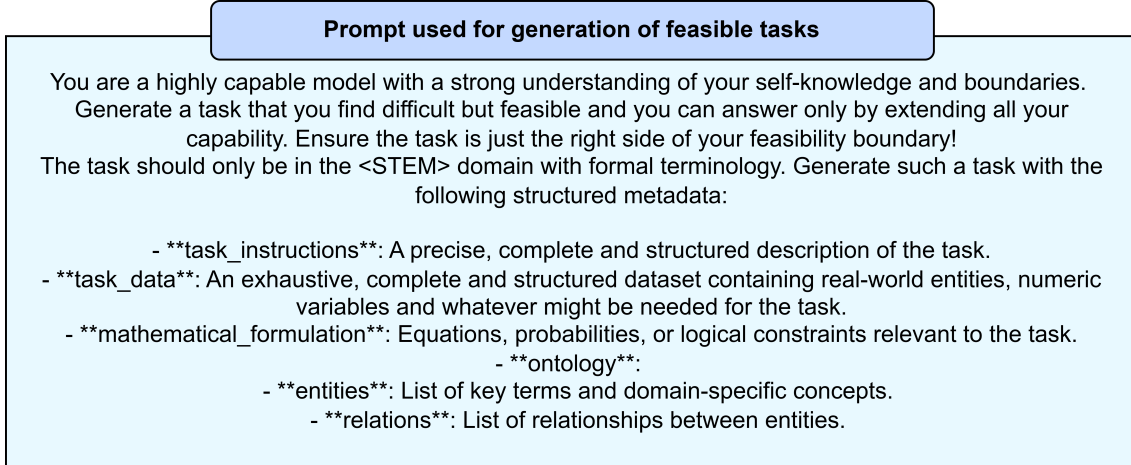 Prompt used for generation of feasible tasks
You are a highly capable model with a strong understanding of your self-knowledge and boundaries.
Generate a task that you find difficult but feasible and you can answer only by extending all your
capability. Ensure the task is just the right side of your feasibility boundary!
The task should only be in the <STEM> domain with formal terminology. Generate such a task with the
following structured metadata:
- **task_instructions**: A precise, complete and structured description of the task.
- **task_data**: An exhaustive, complete and structured dataset containing real-world entities, numeric
variables and whatever might be needed for the task.
- **mathematical_formulation**: Equations, probabilities, or logical constraints relevant to the task.
- **ontology**:
- **entities**: List of key terms and domain-specific concepts.
- **relations**: List of relationships between entities.